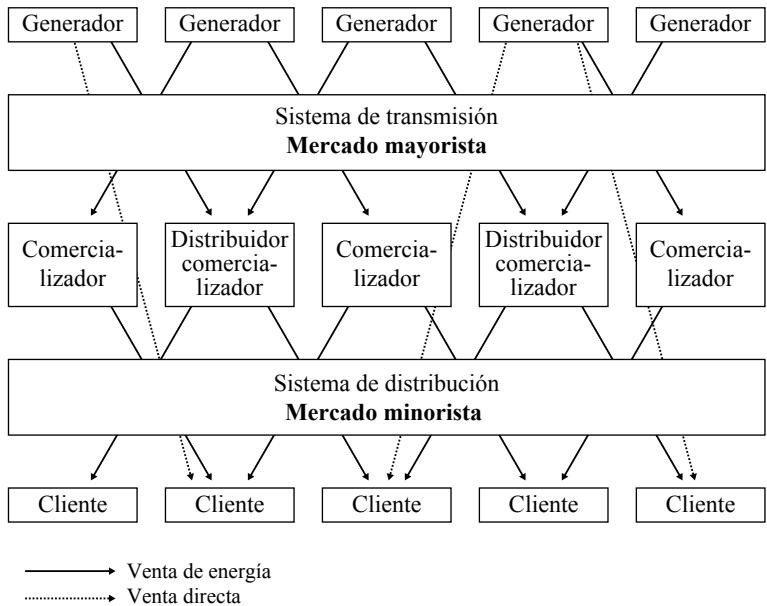 Generador Generador Generador Generador Generador
Sistema de transmisión
Mercado mayorista
Comercia-
lizador
Distribuidor
comercia-
lizador
Comercia-
lizador
Distribuidor
comercia-
lizador
Comercia-
lizador
Sistema de distribución
Mercado minorista
Cliente Cliente Cliente Cliente Cliente
Venta de energía
Venta directa